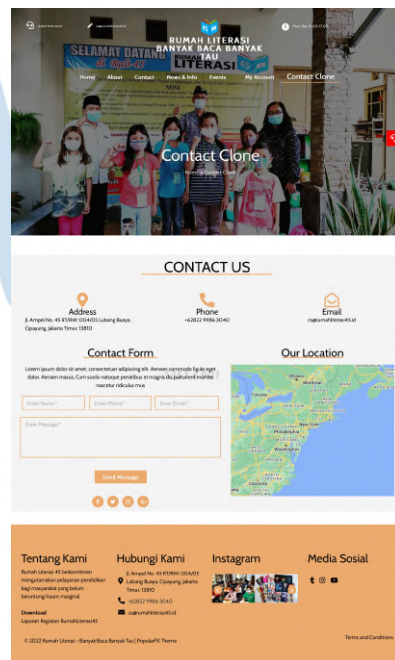 RUMAH LITERASI
BANYAK BACA BANYAK
TAU
SELAMAT DATANG
LITERASI
Home About Contact News & Info Events My Account Contact Clone
Contact Clone
CONTACT US
Address
Jl. Ampel No. 45 RT/RW: 004/05 Lubang Buaya,
Cipayung, Jakarta Timur. 13810
Phone
+62822 9986 3040
Email
cs@rumahliterasi45.id
Contact Form
Lorem ipsum dolor sit amet, consectetuer adipiscing elit. Aenean commodo ligula eget
dolor. Aenean massa. Cum sociis natoque penatibus et magnis dis parturient montes
nascetur ridiculus mus
Enter Name* Enter Phone* Enter Email*
Enter Message*
Send Message
Our Location
Ottawa
Montreal
Toronto
Philadelphia
Washington
Charlotte
Tentang Kami
Rumah Literasi 45 berkomitmen
mengutamakan pelayanan pendidikan
bagi masyarakat yang belum
beruntung/kaum marginal.
Download
Laporan Kegiatan RumahLiterasi45
Hubungi Kami
Jl. Ampel No. 45 RT/RW: 004/05
Lubang Buaya, Cipayung, Jakarta
Timur. 13810
+62822 9986 3040
cs@rumahliterasi45.id
Instagram
Media Sosial
© 2022 Rumah Literasi - Banyak Baca Banyak Tau | PopularFX Theme
Terms and Conditions